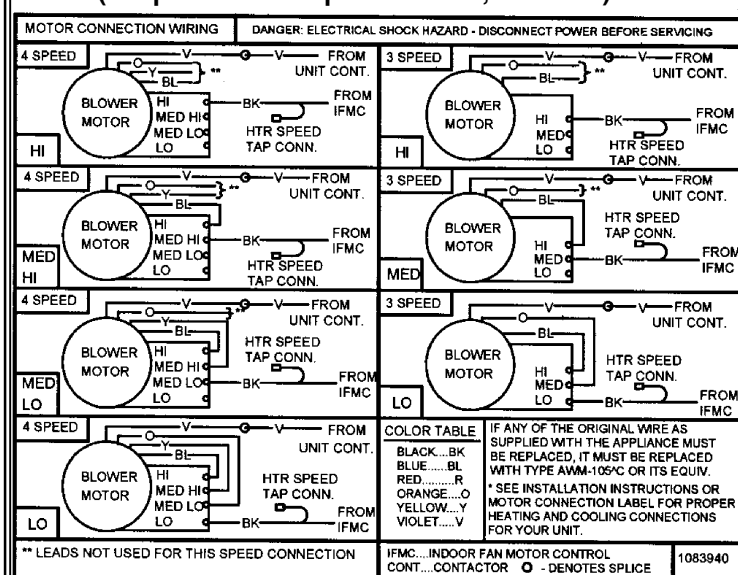 MOTOR CONNECTION WIRING
DANGER: ELECTRICAL SHOCK HAZARD - DISCONNECT POWER BEFORE SERVICING
4 SPEED
V
V
FROM
UNIT CONT.
O
Y
BL
**
BLOWER
MOTOR
HI
MED HI
MED LO
LO
BK
FROM
IFMC
HTR SPEED
TAP CONN.
HI
3 SPEED
V
V
FROM
UNIT CONT.
O
BL
**
BLOWER
MOTOR
HI
MED
LO
BK
FROM
IFMC
HTR SPEED
TAP CONN.
HI
4 SPEED
V
V
FROM
UNIT CONT.
O
Y
**
BL
BLOWER
MOTOR
HI
MED HI
MED LO
LO
BK
FROM
IFMC
HTR SPEED
TAP CONN.
MED
HI
3 SPEED
V
V
FROM
UNIT CONT.
O
**
BL
HTR SPEED
TAP CONN.
BLOWER
MOTOR
HI
MED
LO
BK
FROM
IFMC
MED
4 SPEED
V
V
FROM
UNIT CONT.
O
**
Y
BL
HTR SPEED
TAP CONN.
BLOWER
MOTOR
HI
MED HI
MED LO
LO
BK
FROM
IFMC
MED
LO
3 SPEED
V
V
FROM
UNIT CONT.
O
BL
HTR SPEED
TAP CONN.
BLOWER
MOTOR
HI
MED
LO
BK
FROM
IFMC
LO
4 SPEED
V
V
FROM
UNIT CONT.
O
Y
BL
HTR SPEED
TAP CONN.
BLOWER
MOTOR
HI
MED HI
MED LO
LO
BK
FROM
IFMC
LO
COLOR TABLE
BLACK....BK
BLUE......BL
RED..........R
ORANGE....O
YELLOW....Y
VIOLET.....V
IF ANY OF THE ORIGINAL WIRE AS
SUPPLIED WITH THE APPLIANCE MUST
BE REPLACED, IT MUST BE REPLACED
WITH TYPE AWM-105°C OR ITS EQUIV.
* SEE INSTALLATION INSTRUCTIONS OR
MOTOR CONNECTION LABEL FOR PROPER
HEATING AND COOLING CONNECTIONS
FOR YOUR UNIT.
** LEADS NOT USED FOR THIS SPEED CONNECTION
IFMC....INDOOR FAN MOTOR CONTROL
CONT....CONTACTOR O - DENOTES SPLICE
1083940